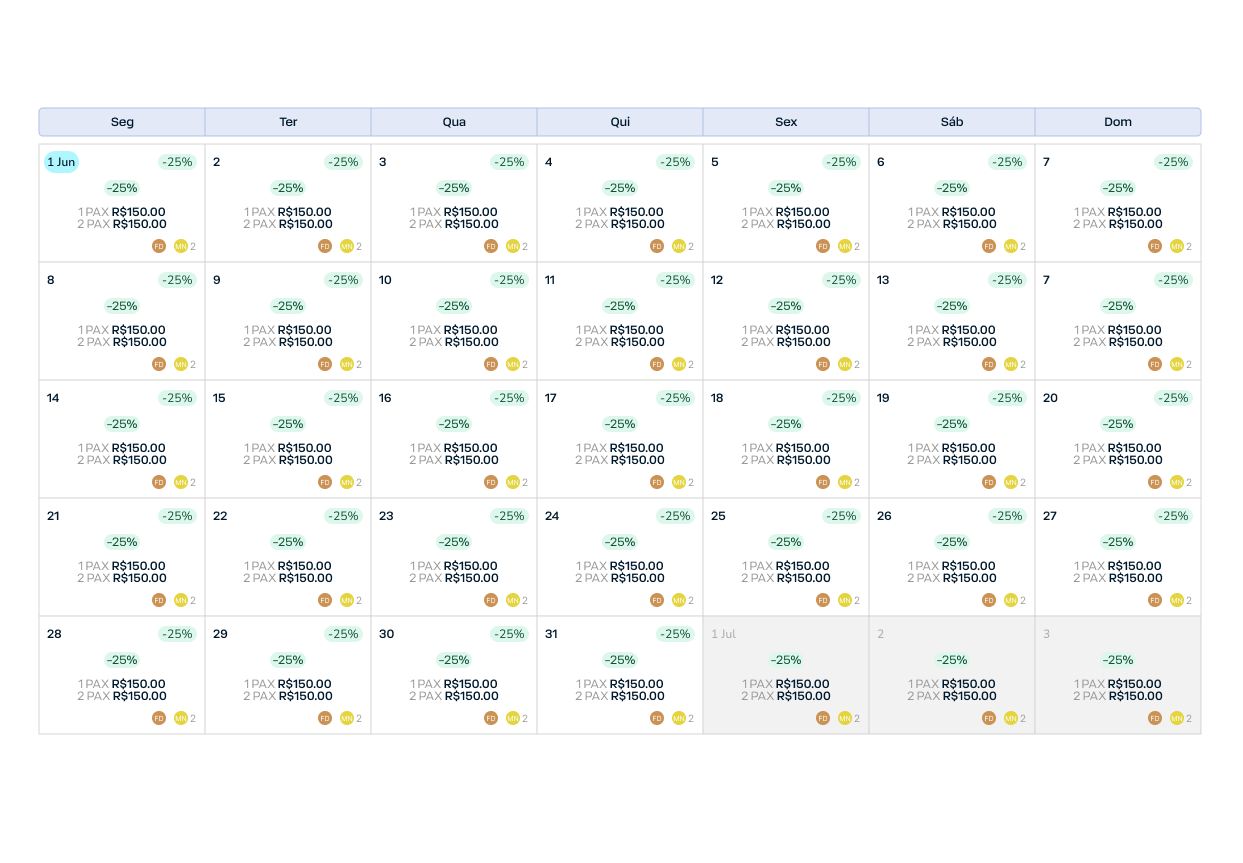 Seg Ter Qua Qui Sex Sáb Dom
1 Jun -25% 2 -25% 3 -25% 4 -25% 5 -25% 6 -25% 7 -25%
-25% -25% -25% -25% -25% -25% -25%
1 PAX R$150.00 1 PAX R$150.00 1 PAX R$150.00 1 PAX R$150.00 1 PAX R$150.00 1 PAX R$150.00 1 PAX R$150.00
2 PAX R$150.00 2 PAX R$150.00 2 PAX R$150.00 2 PAX R$150.00 2 PAX R$150.00 2 PAX R$150.00 2 PAX R$150.00
FD MN 2 FD MN 2 FD MN 2 FD MN 2 FD MN 2 FD MN 2 FD MN 2
8 -25% 9 -25% 10 -25% 11 -25% 12 -25% 13 -25% 7 -25%
-25% -25% -25% -25% -25% -25% -25%
1 PAX R$150.00 1 PAX R$150.00 1 PAX R$150.00 1 PAX R$150.00 1 PAX R$150.00 1 PAX R$150.00 1 PAX R$150.00
2 PAX R$150.00 2 PAX R$150.00 2 PAX R$150.00 2 PAX R$150.00 2 PAX R$150.00 2 PAX R$150.00 2 PAX R$150.00
FD MN 2 FD MN 2 FD MN 2 FD MN 2 FD MN 2 FD MN 2 FD MN 2
14 -25% 15 -25% 16 -25% 17 -25% 18 -25% 19 -25% 20 -25%
-25% -25% -25% -25% -25% -25% -25%
1 PAX R$150.00 1 PAX R$150.00 1 PAX R$150.00 1 PAX R$150.00 1 PAX R$150.00 1 PAX R$150.00 1 PAX R$150.00
2 PAX R$150.00 2 PAX R$150.00 2 PAX R$150.00 2 PAX R$150.00 2 PAX R$150.00 2 PAX R$150.00 2 PAX R$150.00
FD MN 2 FD MN 2 FD MN 2 FD MN 2 FD MN 2 FD MN 2 FD MN 2
21 -25% 22 -25% 23 -25% 24 -25% 25 -25% 26 -25% 27 -25%
-25% -25% -25% -25% -25% -25% -25%
1 PAX R$150.00 1 PAX R$150.00 1 PAX R$150.00 1 PAX R$150.00 1 PAX R$150.00 1 PAX R$150.00 1 PAX R$150.00
2 PAX R$150.00 2 PAX R$150.00 2 PAX R$150.00 2 PAX R$150.00 2 PAX R$150.00 2 PAX R$150.00 2 PAX R$150.00
FD MN 2 FD MN 2 FD MN 2 FD MN 2 FD MN 2 FD MN 2 FD MN 2
28 -25% 29 -25% 30 -25% 31 -25% 1 Jul 2 3
-25% -25% -25% -25% -25% -25% -25%
1 PAX R$150.00 1 PAX R$150.00 1 PAX R$150.00 1 PAX R$150.00 1 PAX R$150.00 1 PAX R$150.00 1 PAX R$150.00
2 PAX R$150.00 2 PAX R$150.00 2 PAX R$150.00 2 PAX R$150.00 2 PAX R$150.00 2 PAX R$150.00 2 PAX R$150.00
FD MN 2 FD MN 2 FD MN 2 FD MN 2 FD MN 2 FD MN 2 FD MN 2